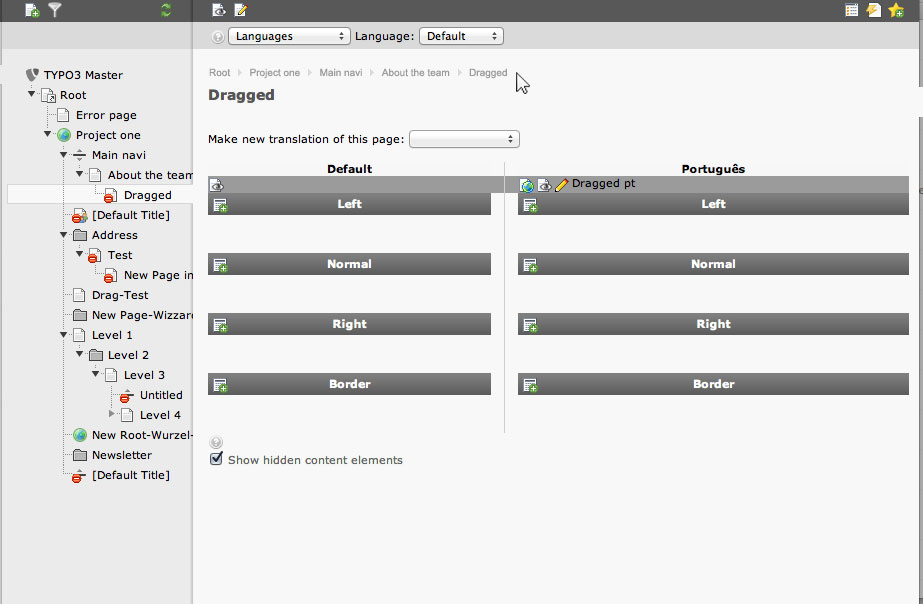 Languages Language: Default
TYPO3 Master
Root
Error page
Project one
Main navi
About the team
Dragged
[Default Title]
Address
Test
New Page in
Drag-Test
New Page-Wizzard
Level 1
Level 2
Level 3
Untitled
Level 4
New Root-Wurzel-
Newsletter
[Default Title]
Root Project one Main navi About the team Dragged
Dragged
Make new translation of this page:
Default Português
Dragged pt
Left Left
Normal Normal
Right Right
Border Border
Show hidden content elements